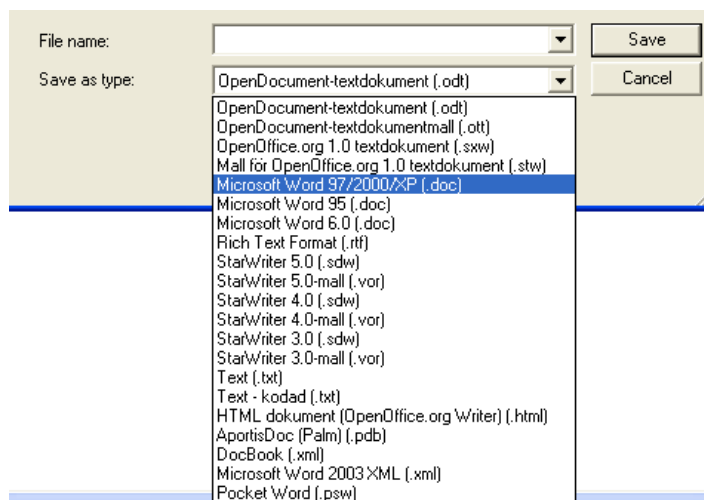 File name:
Save
Save as type:
OpenDocument-textdokument (.odt)
Cancel
OpenDocument-textdokument (.odt)
OpenDocument-textdokumentmall (.ott)
OpenOffice.org 1.0 textdokument (.sxw)
Mall för OpenOffice.org 1.0 textdokument (.stw)
Microsoft Word 97/2000/XP (.doc)
Microsoft Word 95 (.doc)
Microsoft Word 6.0 (.doc)
Rich Text Format (.rtf)
StarWriter 5.0 (.sdw)
StarWriter 5.0-mall (.vor)
StarWriter 4.0 (.sdw)
StarWriter 4.0-mall (.vor)
StarWriter 3.0 (.sdw)
StarWriter 3.0-mall (.vor)
Text (.txt)
Text - kodad (.txt)
HTML dokument (OpenOffice.org Writer) (.html)
AportisDoc (Palm) (.pdb)
DocBook (.xml)
Microsoft Word 2003 XML (.xml)
Pocket Word (.psw)